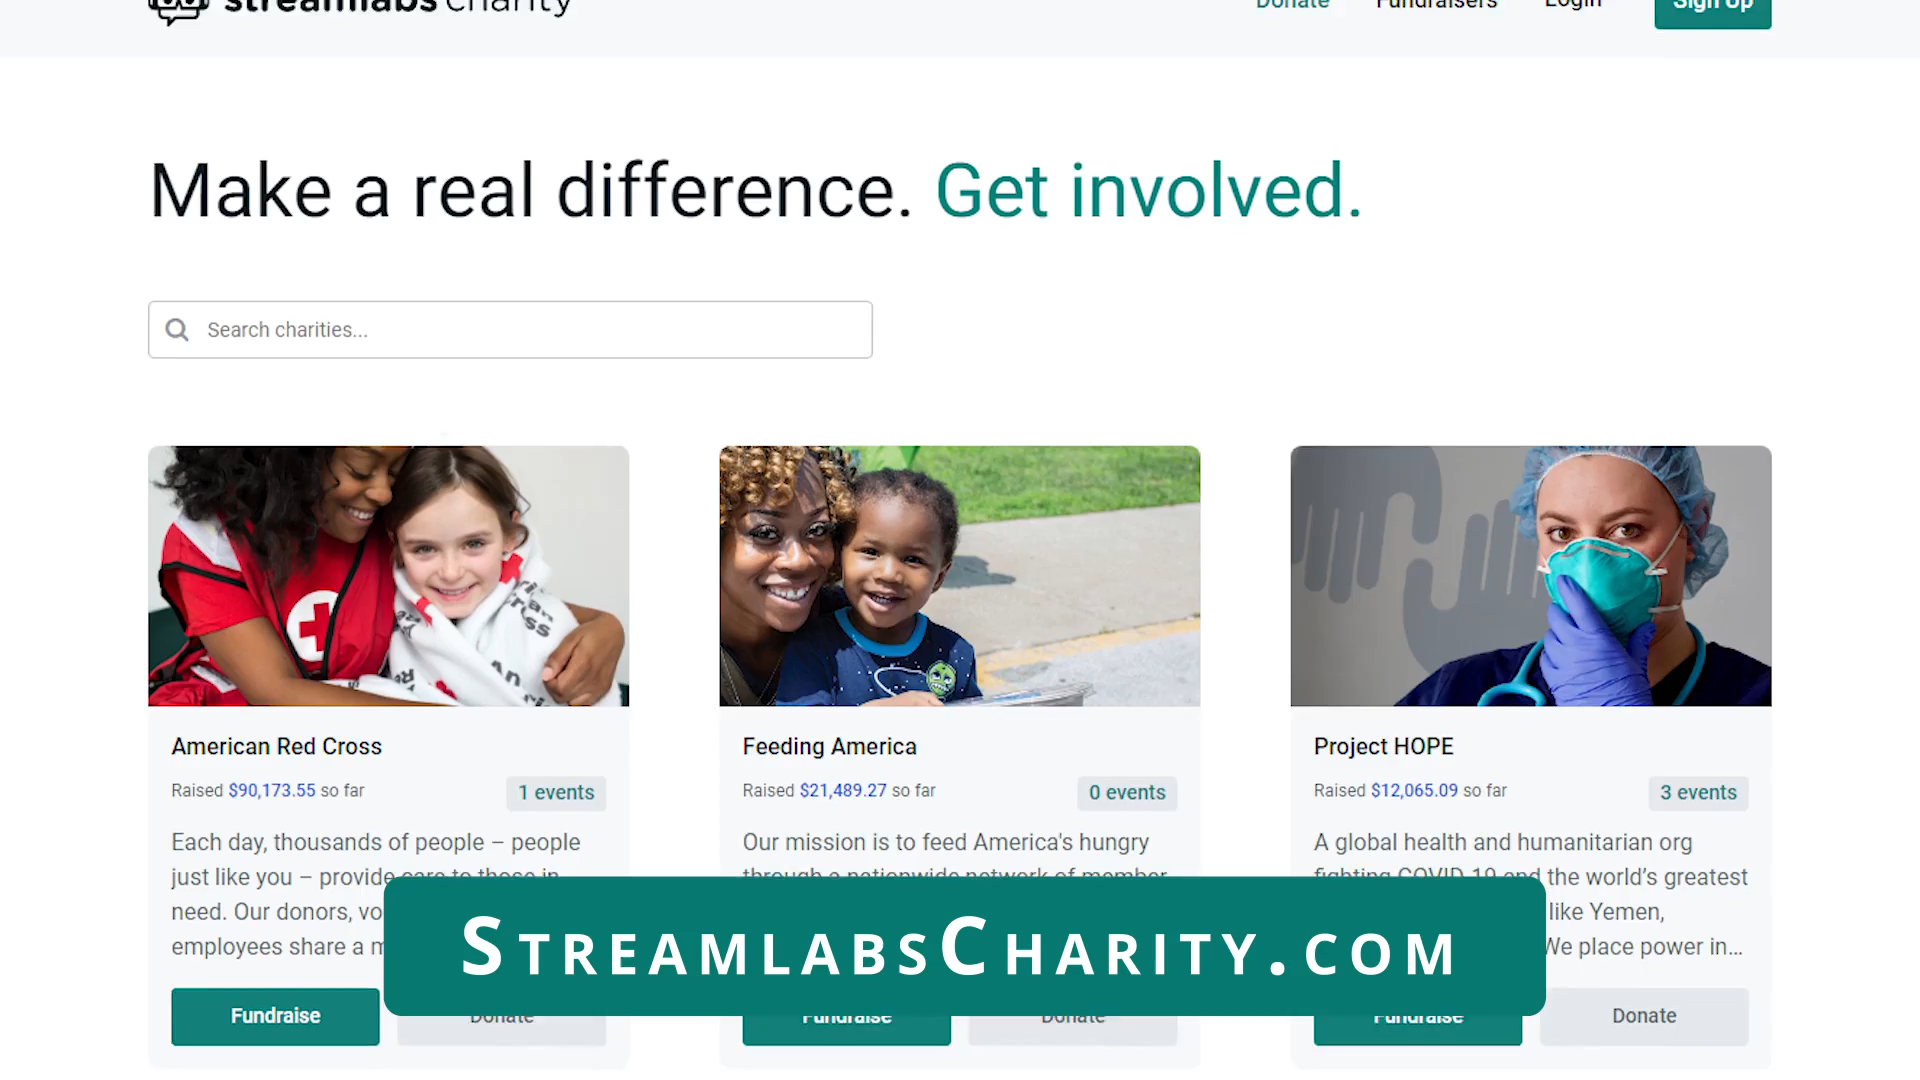 streamlabs charity
Donate Fundraisers Login Sign Up
Make a real difference. Get involved.
Search charities...
American Red Cross
Raised $90,173.55 so far 1 events
Each day, thousands of people – people
just like you – provide care to those in
need. Our donors, vo
employees share a m
Fundraise Donate
Feeding America
Raised $21,489.27 so far 0 events
Our mission is to feed America's hungry
through a nationwide network of member
Fundraise Donate
Project HOPE
Raised $12,065.09 so far 3 events
A global health and humanitarian org
fighting COVID-19 and the world's greatest
like Yemen,
We place power in...
Fundraise Donate
StreamlabsCharity.com